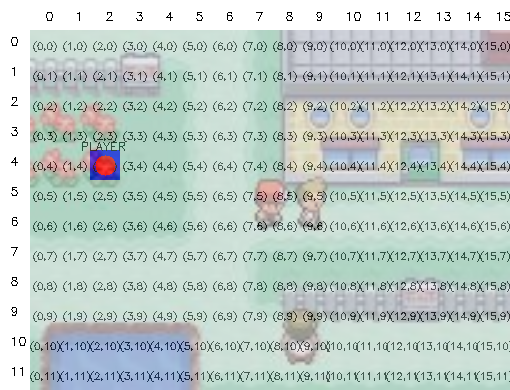 0 1 2 3 4 5 6 7 8 9 10 11 12 13 14 15
0 (0,0) (1,0) (2,0) (3,0) (4,0) (5,0) (6,0) (7,0) (8,0) (9,0) (10,0) (11,0) (12,0) (13,0) (14,0) (15,0)
1 (0,1) (1,1) (2,1) (3,1) (4,1) (5,1) (6,1) (7,1) (8,1) (9,1) (10,1) (11,1) (12,1) (13,1) (14,1) (15,1)
2 (0,2) (1,2) (2,2) (3,2) (4,2) (5,2) (6,2) (7,2) (8,2) (9,2) (10,2) (11,2) (12,2) (13,2) (14,2) (15,2)
3 (0,3) (1,3) (2,3) (3,3) (4,3) (5,3) (6,3) (7,3) (8,3) (9,3) (10,3) (11,3) (12,3) (13,3) (14,3) (15,3)
PLAYER
4 (0,4) (1,4) (2,4) (3,4) (4,4) (5,4) (6,4) (7,4) (8,4) (9,4) (10,4) (11,4) (12,4) (13,4) (14,4) (15,4)
5 (0,5) (1,5) (2,5) (3,5) (4,5) (5,5) (6,5) (7,5) (8,5) (9,5) (10,5) (11,5) (12,5) (13,5) (14,5) (15,5)
6 (0,6) (1,6) (2,6) (3,6) (4,6) (5,6) (6,6) (7,6) (8,6) (9,6) (10,6) (11,6) (12,6) (13,6) (14,6) (15,6)
7 (0,7) (1,7) (2,7) (3,7) (4,7) (5,7) (6,7) (7,7) (8,7) (9,7) (10,7) (11,7) (12,7) (13,7) (14,7) (15,7)
8 (0,8) (1,8) (2,8) (3,8) (4,8) (5,8) (6,8) (7,8) (8,8) (9,8) (10,8) (11,8) (12,8) (13,8) (14,8) (15,8)
9 (0,9) (1,9) (2,9) (3,9) (4,9) (5,9) (6,9) (7,9) (8,9) (9,9) (10,9) (11,9) (12,9) (13,9) (14,9) (15,9)
10 (0,10) (1,10) (2,10) (3,10) (4,10) (5,10) (6,10) (7,10) (8,10) (9,10) (10,10) (11,10) (12,10) (13,10) (14,10) (15,10
11 (0,11) (1,11) (2,11) (3,11) (4,11) (5,11) (6,11) (7,11) (8,11) (9,11) (10,11) (11,11) (12,11) (13,11) (14,11) (15,11